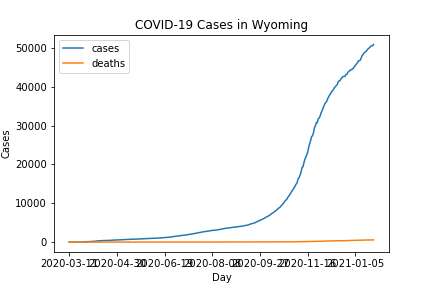 COVID-19 Cases in Wyoming
cases
deaths
50000
40000
30000
20000
10000
0
Cases
2020-03-11 2020-04-30 2020-06-19 2020-08-08 2020-09-27 2020-11-16 2021-01-05
Day